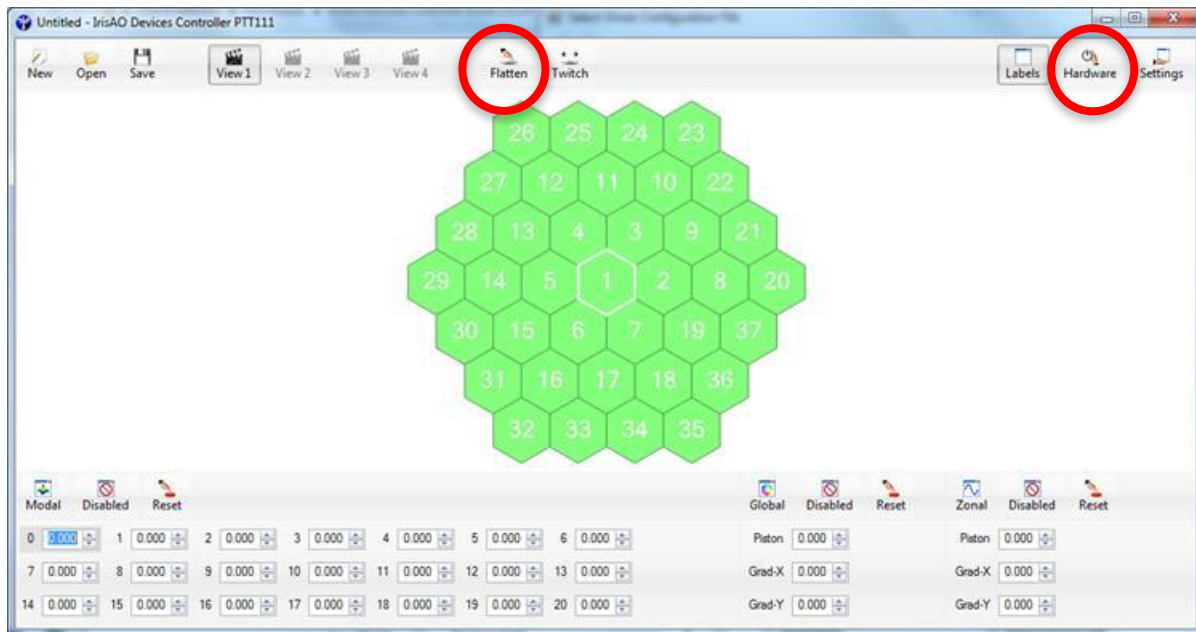 Untitled - IrisAO Devices Controller PTT111
Select Driver Configuration File
New Open Save View 1 View 2 View 3 View 4 Flatten Twitch Labels Hardware Settings
26 25 24 23
27 12 11 10 22
28 13 4 3 9 21
29 14 5 1 2 8 20
30 15 6 7 19 37
31 16 17 18 36
32 33 34 35
Modal Disabled Reset Global Disabled Reset Zonal Disabled Reset
0 0.000 1 0.000 2 0.000 3 0.000 4 0.000 5 0.000 6 0.000 Piston 0.000 Piston 0.000
7 0.000 8 0.000 9 0.000 10 0.000 11 0.000 12 0.000 13 0.000 Grad-X 0.000 Grad-X 0.000
14 0.000 15 0.000 16 0.000 17 0.000 18 0.000 19 0.000 20 0.000 Grad-Y 0.000 Grad-Y 0.000